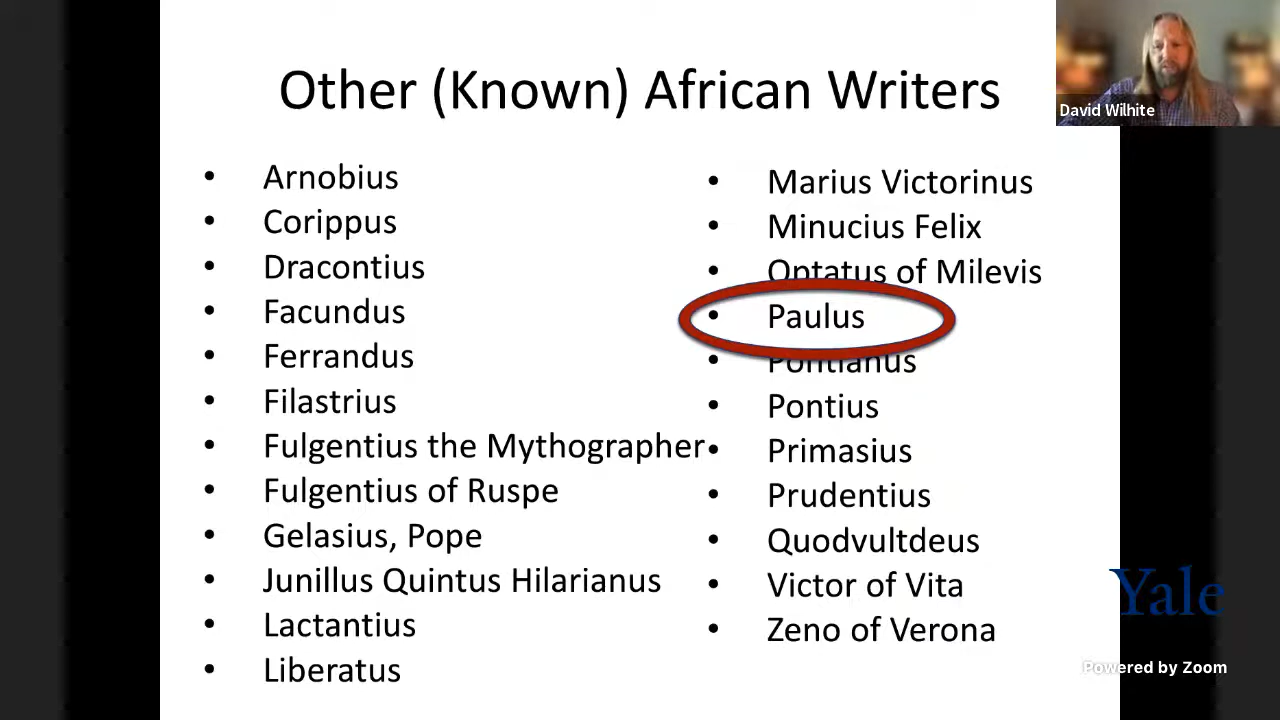 Other (Known) African Writers
• Arnobius
• Corippus
• Dracontius
• Facundus
• Ferrandus
• Filastrius
• Fulgentius the Mythographer
• Fulgentius of Ruspe
• Gelasius, Pope
• Junillus Quintus Hilarianus
• Lactantius
• Liberatus
• Marius Victorinus
• Minucius Felix
• Optatus of Milevis
• Paulus
• Pontianus
• Pontius
• Primasius
• Prudentius
• Quodvultdeus
• Victor of Vita
• Zeno of Verona
David Wilhite
Yale
Powered by Zoom